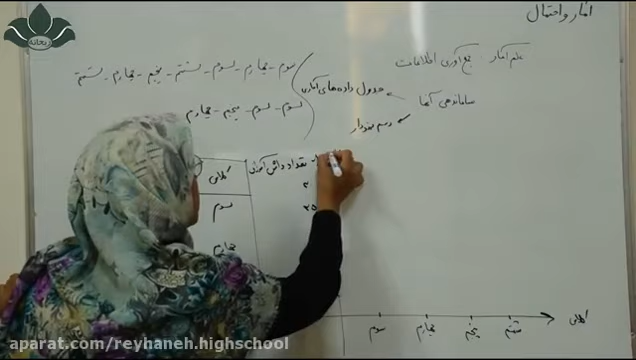 آمار و احتمال
علم آمار: جمع آوری اطلاعات
ساماندهی آنها
جدول داده های آماری
رسم نمودار
سوم - چهارم - سوم - ششم - پنجم - چهارم - ششم
سوم - سوم - پنجم - چهارم
کلاس
تعداد دانش آموزان
سوم
چهارم
سوم
چهارم
پنجم
ششم
کلاس
ریحانه
aparat.com/reyhaneh.highschool